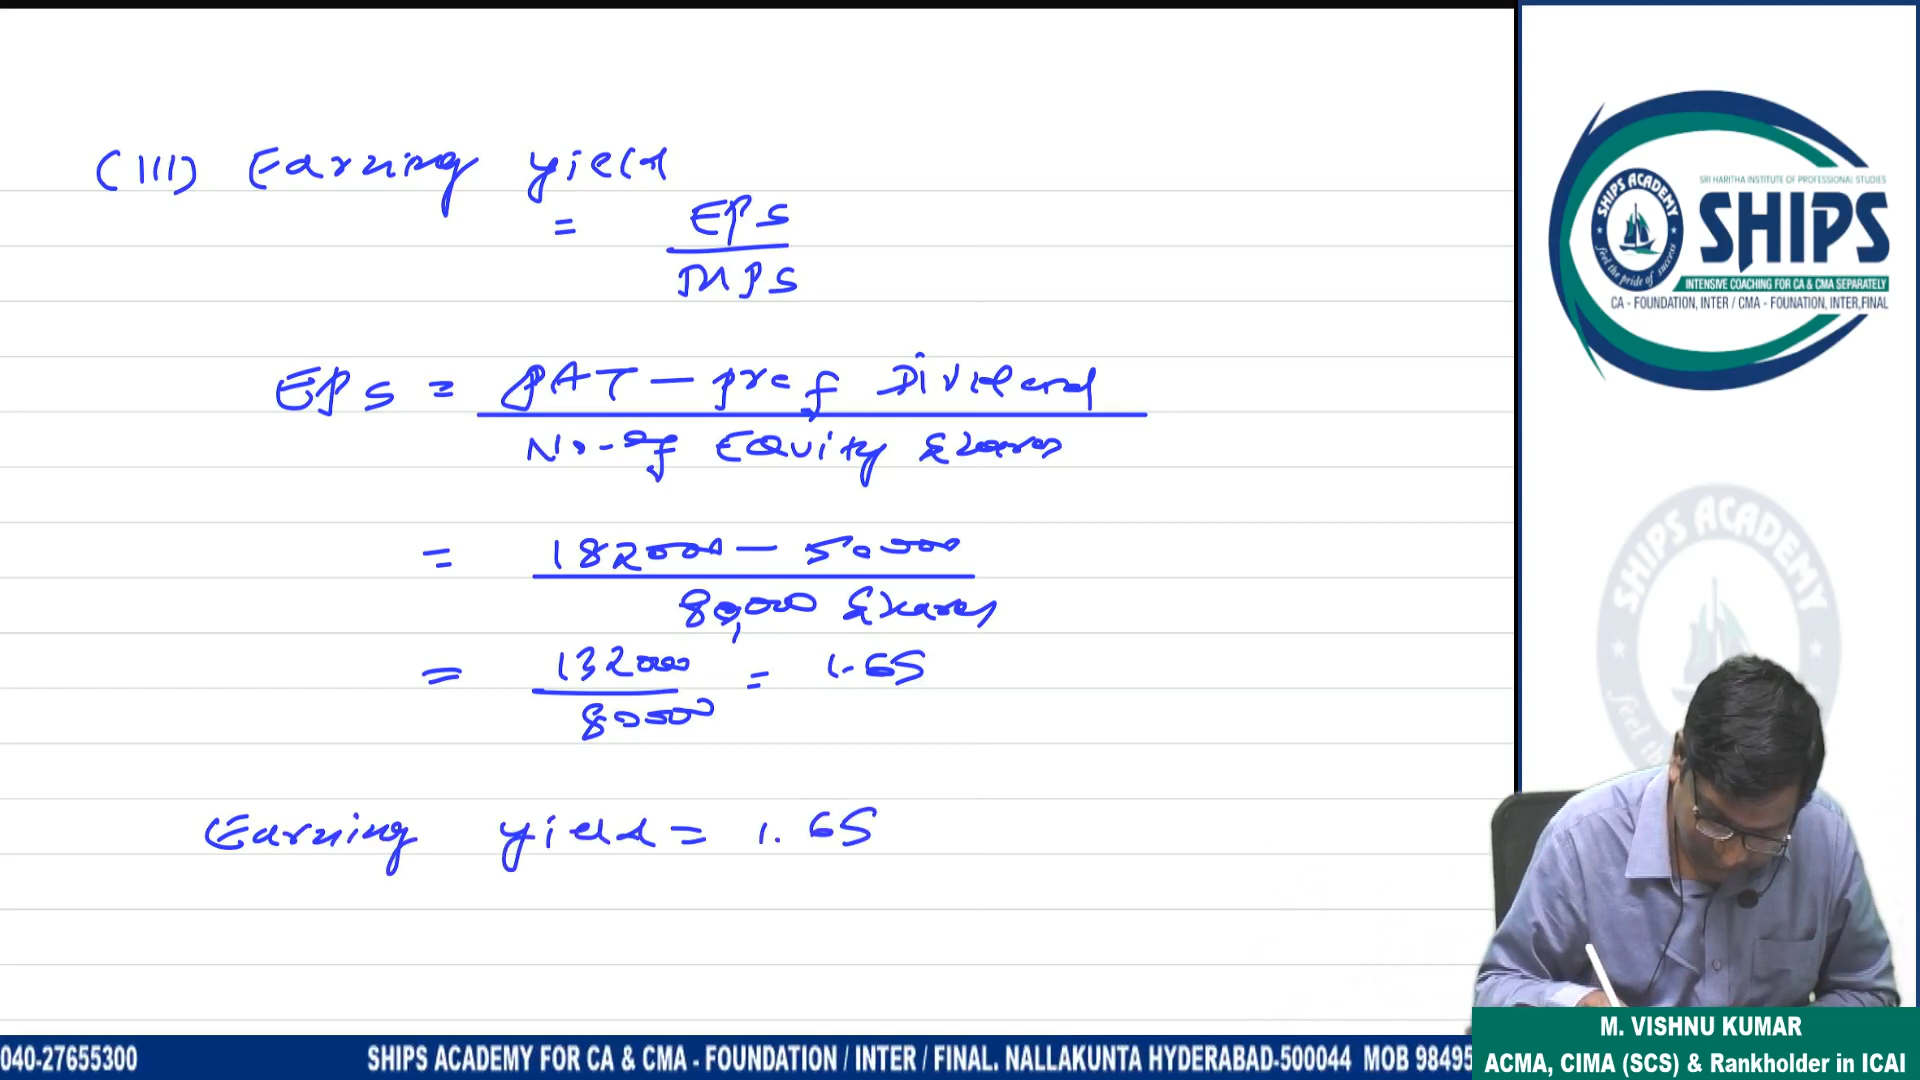 (III) Earning yield
= EPS
MPS
EPS = PAT - pref Dividend
No. of Equity Shares
= 182000 - 50000
80,000 Shares
= 132000 = 1.65
80000
Earning yield = 1.65
SHIPS ACADEMY
feel the pride of success
SRI HARITHA INSTITUTE OF PROFESSIONAL STUDIES
SHIPS
INTENSIVE COACHING FOR CA & CMA SEPARATELY
CA - FOUNDATION, INTER / CMA - FOUNATION, INTER,FINAL
SHIPS ACADEMY
M. VISHNU KUMAR
ACMA, CIMA (SCS) & Rankholder in ICAI
040-27655300 SHIPS ACADEMY FOR CA & CMA - FOUNDATION / INTER / FINAL. NALLAKUNTA HYDERABAD-500044 MOB 98495